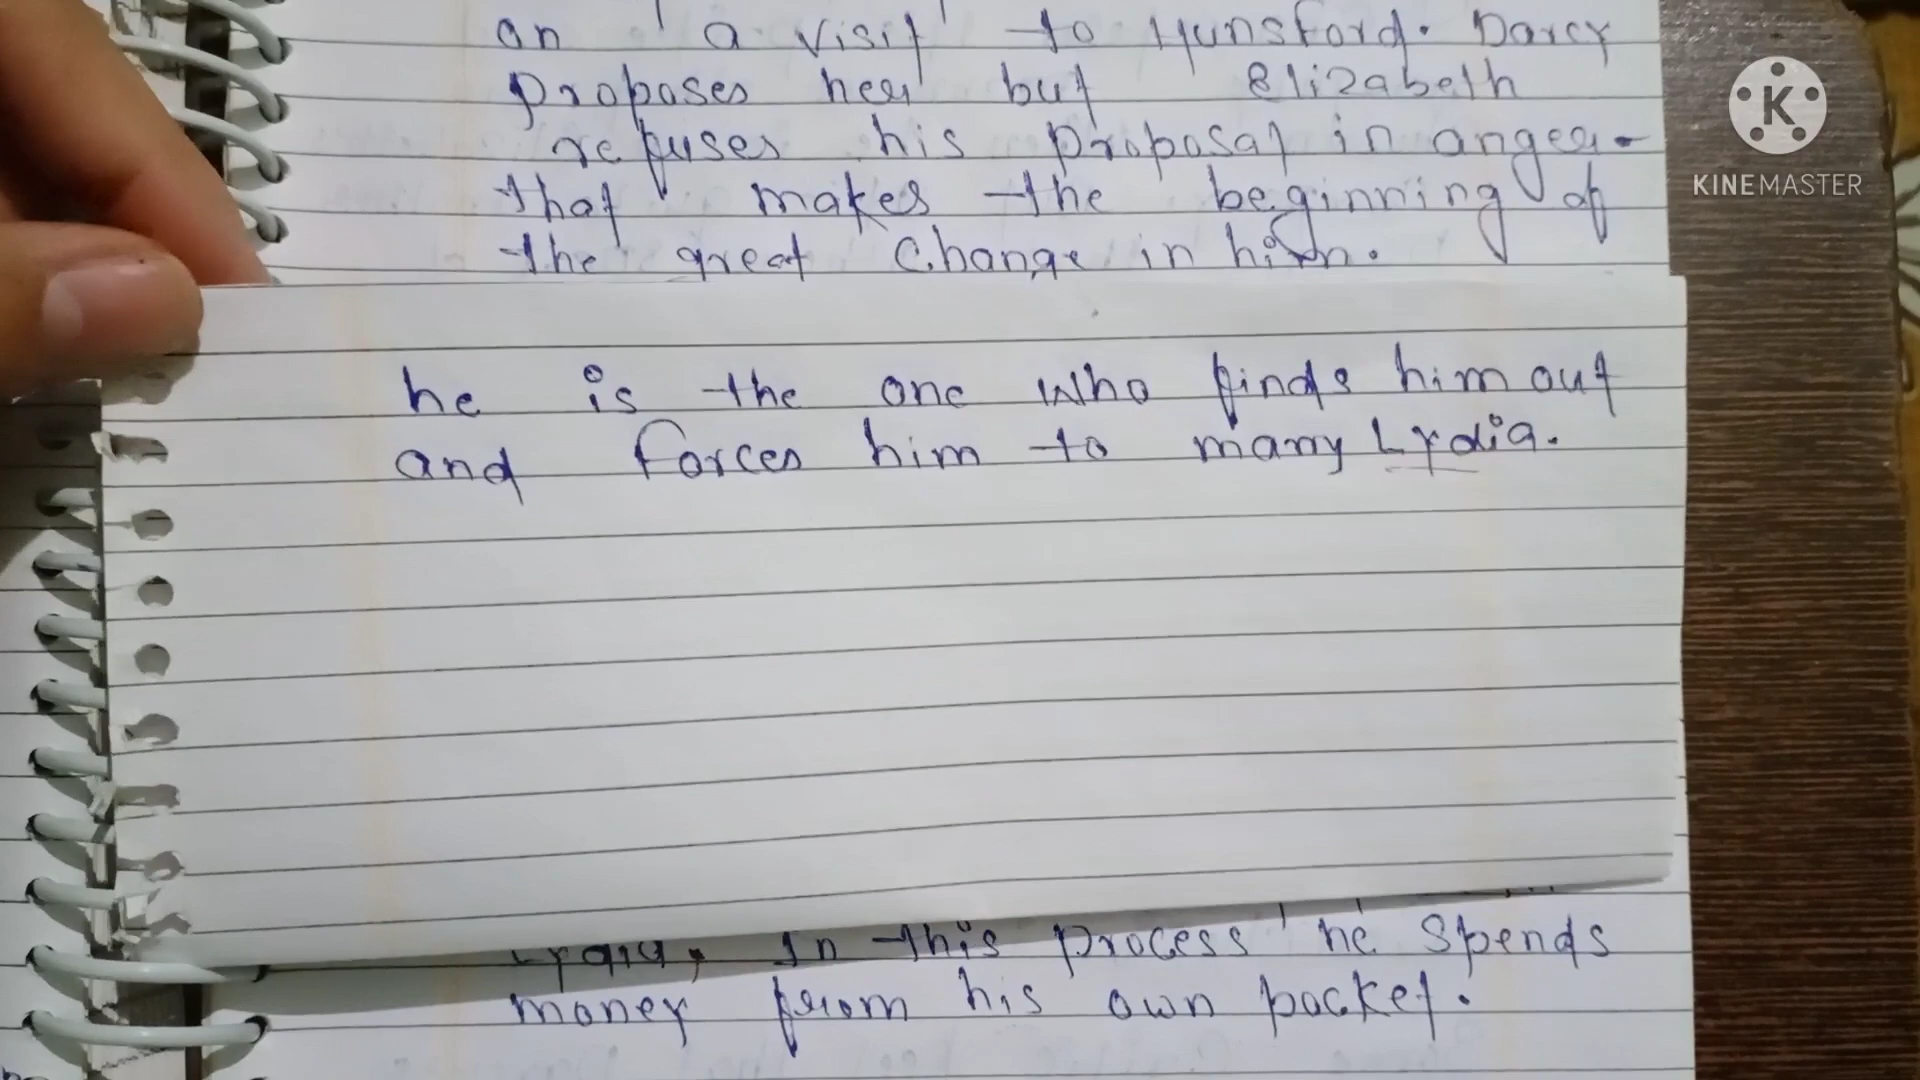 on a visit to Hunsford. Darcy
proposes her but Elizabeth
refuses his proposal in anger.
that makes the beginning of
the great change in him.
he is the one who finds him out
and forces him to marry Lydia.
Lydia, In this process he spends
money from his own pocket.
K
KINEMASTER